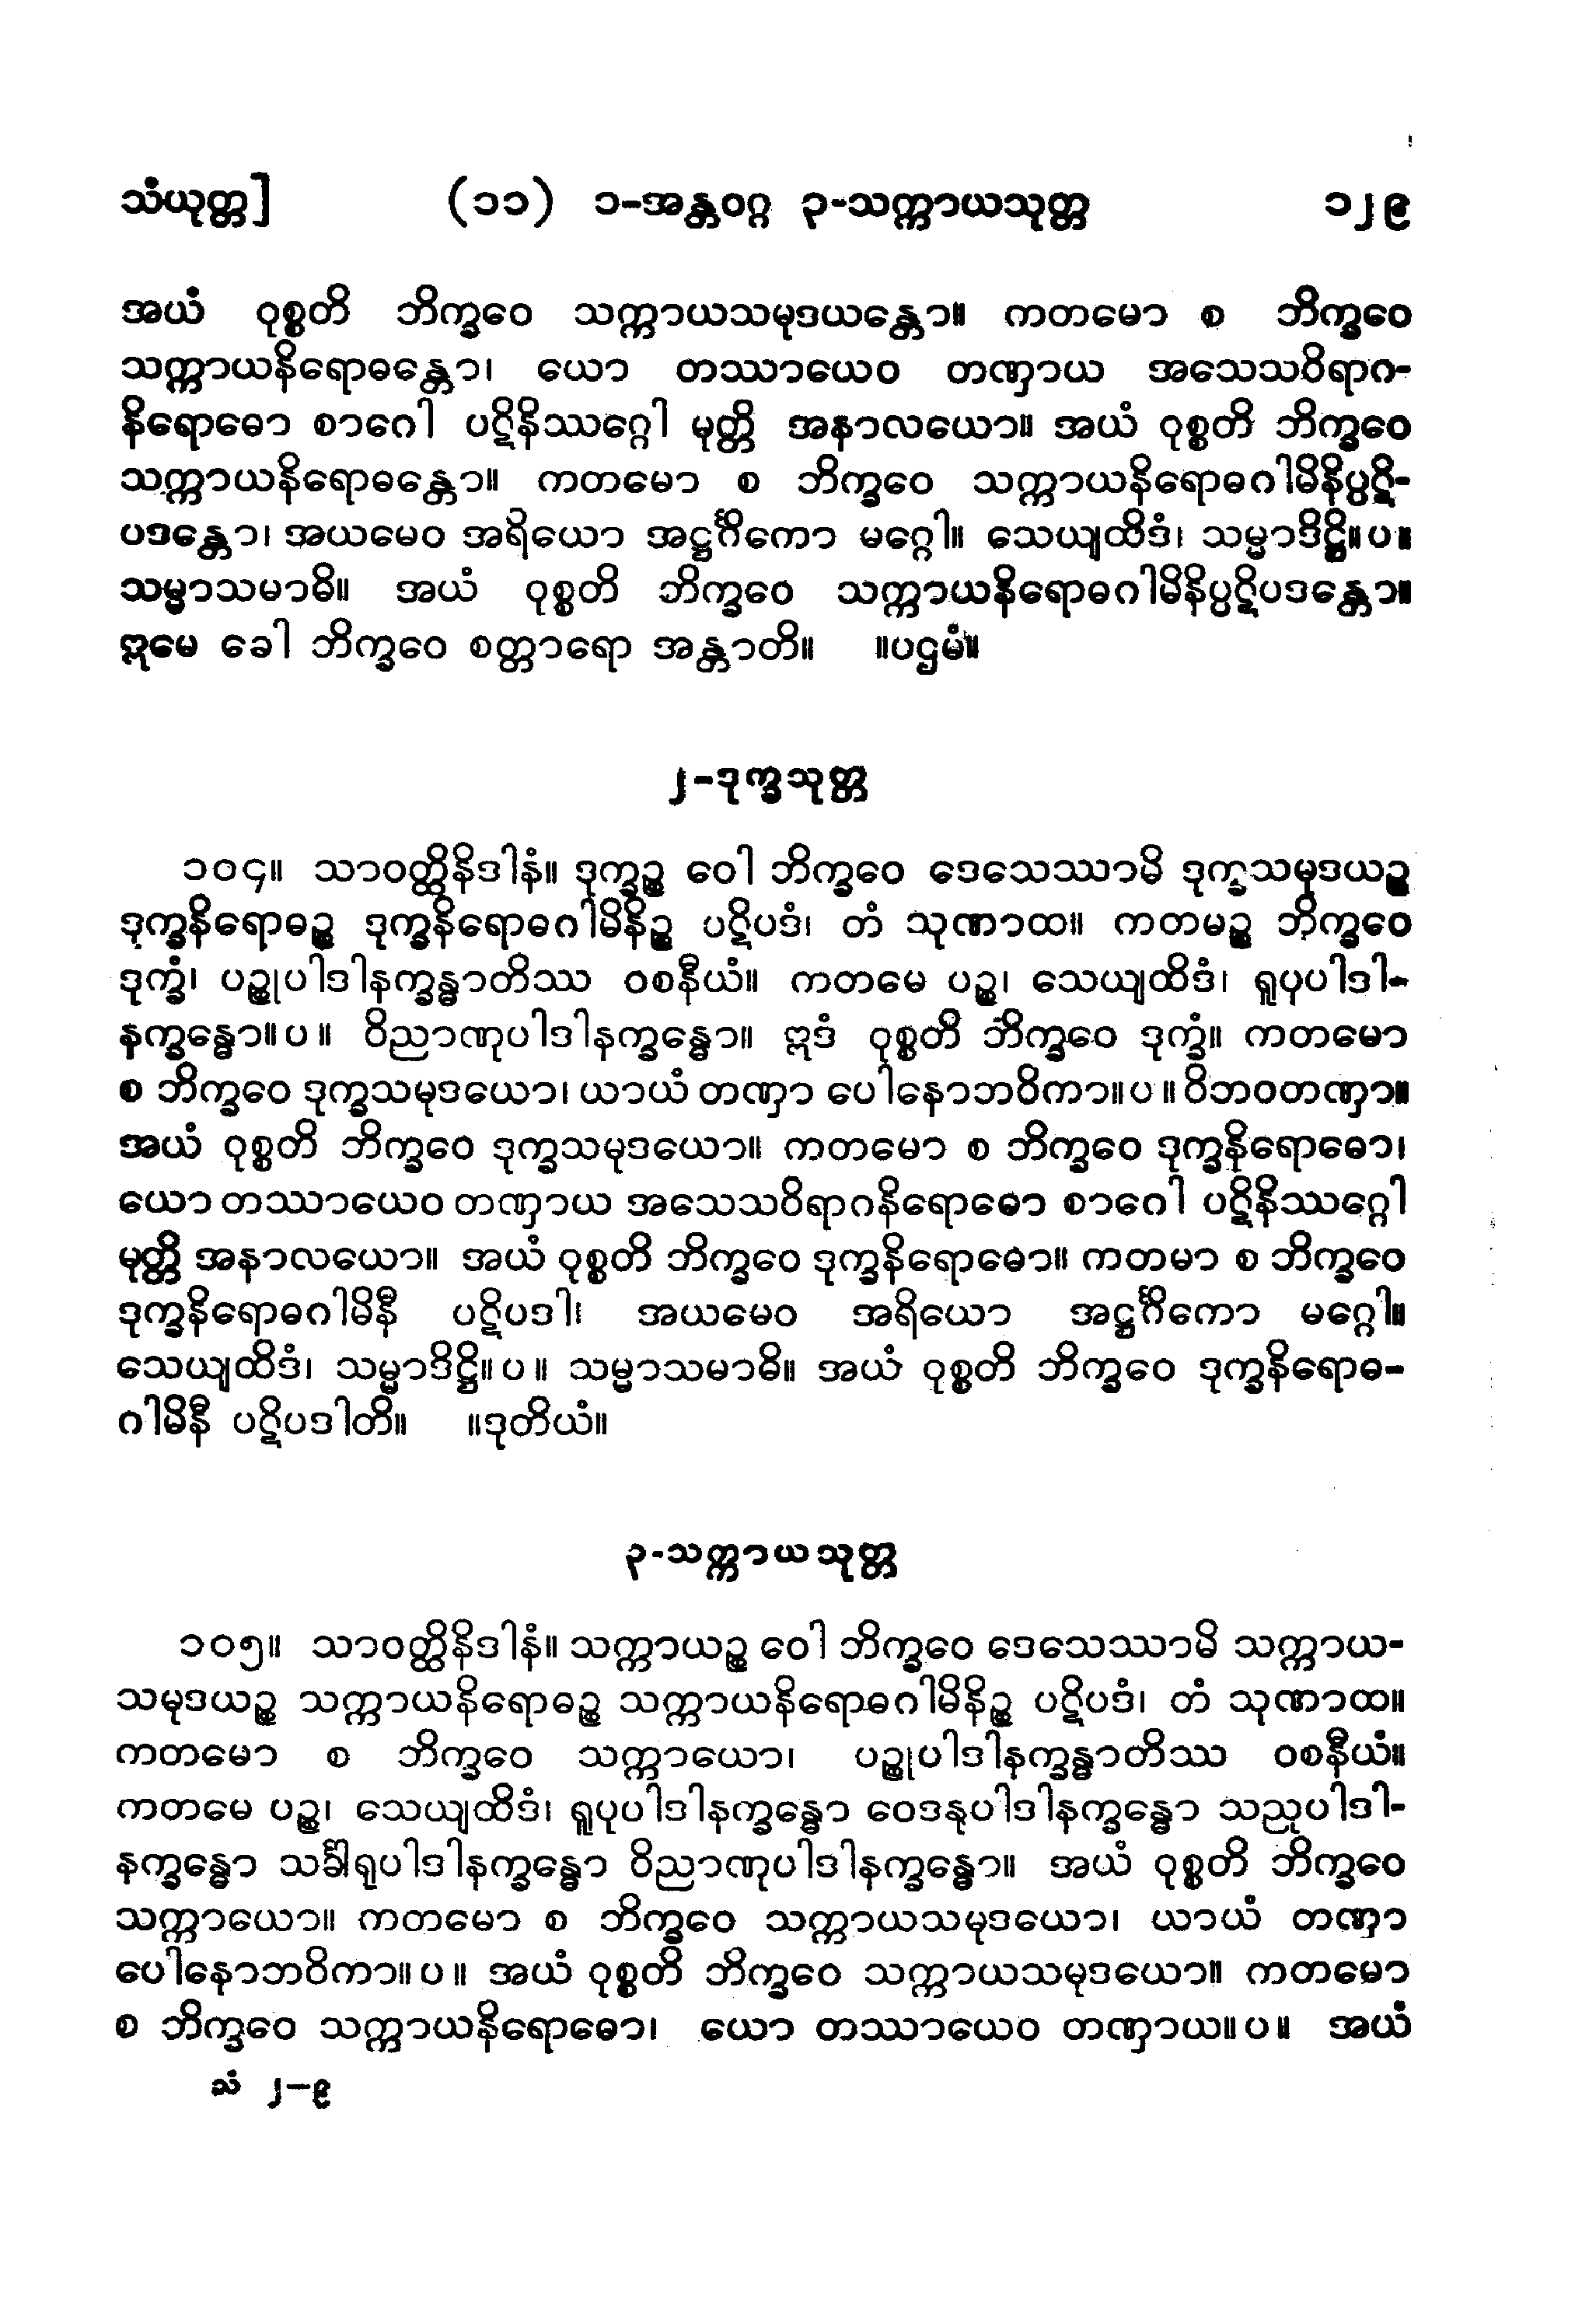 သံယုတ္တ]	(၁၁) ၁-အန္တဝဂ္ဂ ၃-သက္ကာယသုတ္တ	၁၂၉
အယံ ဝုစ္စတိ ဘိက္ခဝေ သက္ကာယသမုဒယန္တော။ ကတမော စ ဘိက္ခဝေ
သက္ကာယနိရောဓန္တော၊ ယော တဿာယေဝ တဏှာယ အသေသဝိရာဂ-
နိရောဓော စာဂေါ ပဋိနိဿဂ္ဂေါ မုတ္တိ အနာလယော။ အယံ ဝုစ္စတိ ဘိက္ခဝေ
သက္ကာယနိရောဓန္တော။ ကတမော စ ဘိက္ခဝေ သက္ကာယနိရောဓဂါမိနိပ္ပဋိ-
ပဒန္တော၊ အယမေဝ အရိယော အဋ္ဌင်္ဂိကော မဂ္ဂေါ။ သေယျထိဒံ၊ သမ္မာဒိဋ္ဌိ။ပ။
သမ္မာသမာဓိ။ အယံ ဝုစ္စတိ ဘိက္ခဝေ သက္ကာယနိရောဓဂါမိနိပ္ပဋိပဒန္တော။
ဣမေ ခေါ ဘိက္ခဝေ စတ္တာရော အန္တာတိ။ ။ပဌမံ။
၂-ဒုက္ခသုတ္တ
၁၀၄။ သာဝတ္ထိနိဒါနံ။ ဒုက္ခဉ္စ ဝေါ ဘိက္ခဝေ ဒေသေဿာမိ ဒုက္ခသမုဒယဉ္စ
ဒုက္ခနိရောဓဉ္စ ဒုက္ခနိရောဓဂါမိနိဉ္စ ပဋိပဒံ၊ တံ သုဏာထ။ ကတမဉ္စ ဘိက္ခဝေ
ဒုက္ခံ၊ ပဉ္စုပါဒါနက္ခန္ဓာတိဿ ဝစနီယံ။ ကတမေ ပဉ္စ၊ သေယျထိဒံ၊ ရူပုပါဒါ-
နက္ခန္ဓော။ပ။ ဝိညာဏုပါဒါနက္ခန္ဓော။ ဣဒံ ဝုစ္စတိ ဘိက္ခဝေ ဒုက္ခံ။ ကတမော
စ ဘိက္ခဝေ ဒုက္ခသမုဒယော၊ ယာယံ တဏှာ ပေါနောဘဝိကာ။ပ။ ဝိဘဝတဏှာ။
အယံ ဝုစ္စတိ ဘိက္ခဝေ ဒုက္ခသမုဒယော။ ကတမော စ ဘိက္ခဝေ ဒုက္ခနိရောဓော၊
ယော တဿာယေဝ တဏှာယ အသေသဝိရာဂနိရောဓော စာဂေါ ပဋိနိဿဂ္ဂေါ
မုတ္တိ အနာလယော။ အယံ ဝုစ္စတိ ဘိက္ခဝေ ဒုက္ခနိရောဓော။ ကတမာ စ ဘိက္ခဝေ
ဒုက္ခနိရောဓဂါမိနီ ပဋိပဒါ၊ အယမေဝ အရိယော အဋ္ဌင်္ဂိကော မဂ္ဂေါ။
သေယျထိဒံ၊ သမ္မာဒိဋ္ဌိ။ပ။ သမ္မာသမာဓိ။ အယံ ဝုစ္စတိ ဘိက္ခဝေ ဒုက္ခနိရောဓ-
ဂါမိနီ ပဋိပဒါတိ။ ။ဒုတိယံ။
၃-သက္ကာယသုတ္တ
၁၀၅။ သာဝတ္ထိနိဒါနံ။ သက္ကာယဉ္စ ဝေါ ဘိက္ခဝေ ဒေသေဿာမိ သက္ကာယ-
သမုဒယဉ္စ သက္ကာယနိရောဓဉ္စ သက္ကာယနိရောဓဂါမိနိဉ္စ ပဋိပဒံ၊ တံ သုဏာထ။
ကတမော စ ဘိက္ခဝေ သက္ကာယော၊ ပဉ္စုပါဒါနက္ခန္ဓာတိဿ ဝစနီယံ။
ကတမေ ပဉ္စ၊ သေယျထိဒံ၊ ရူပုပါဒါနက္ခန္ဓော ဝေဒနုပါဒါနက္ခန္ဓော သညုပါဒါ-
နက္ခန္ဓော သင်္ခါရုပါဒါနက္ခန္ဓော ဝိညာဏုပါဒါနက္ခန္ဓော။ အယံ ဝုစ္စတိ ဘိက္ခဝေ
သက္ကာယော။ ကတမော စ ဘိက္ခဝေ သက္ကာယသမုဒယော၊ ယာယံ တဏှာ
ပေါနောဘဝိကာ။ပ။ အယံ ဝုစ္စတိ ဘိက္ခဝေ သက္ကာယသမုဒယော။ ကတမော
စ ဘိက္ခဝေ သက္ကာယနိရောဓော၊ ယော တဿာယေဝ တဏှာယ။ပ။ အယံ
သံ ၂-၉